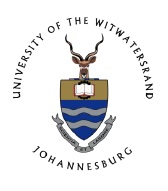 UNIVERSITY OF THE WITWATERSRAND
JOHANNESBURG